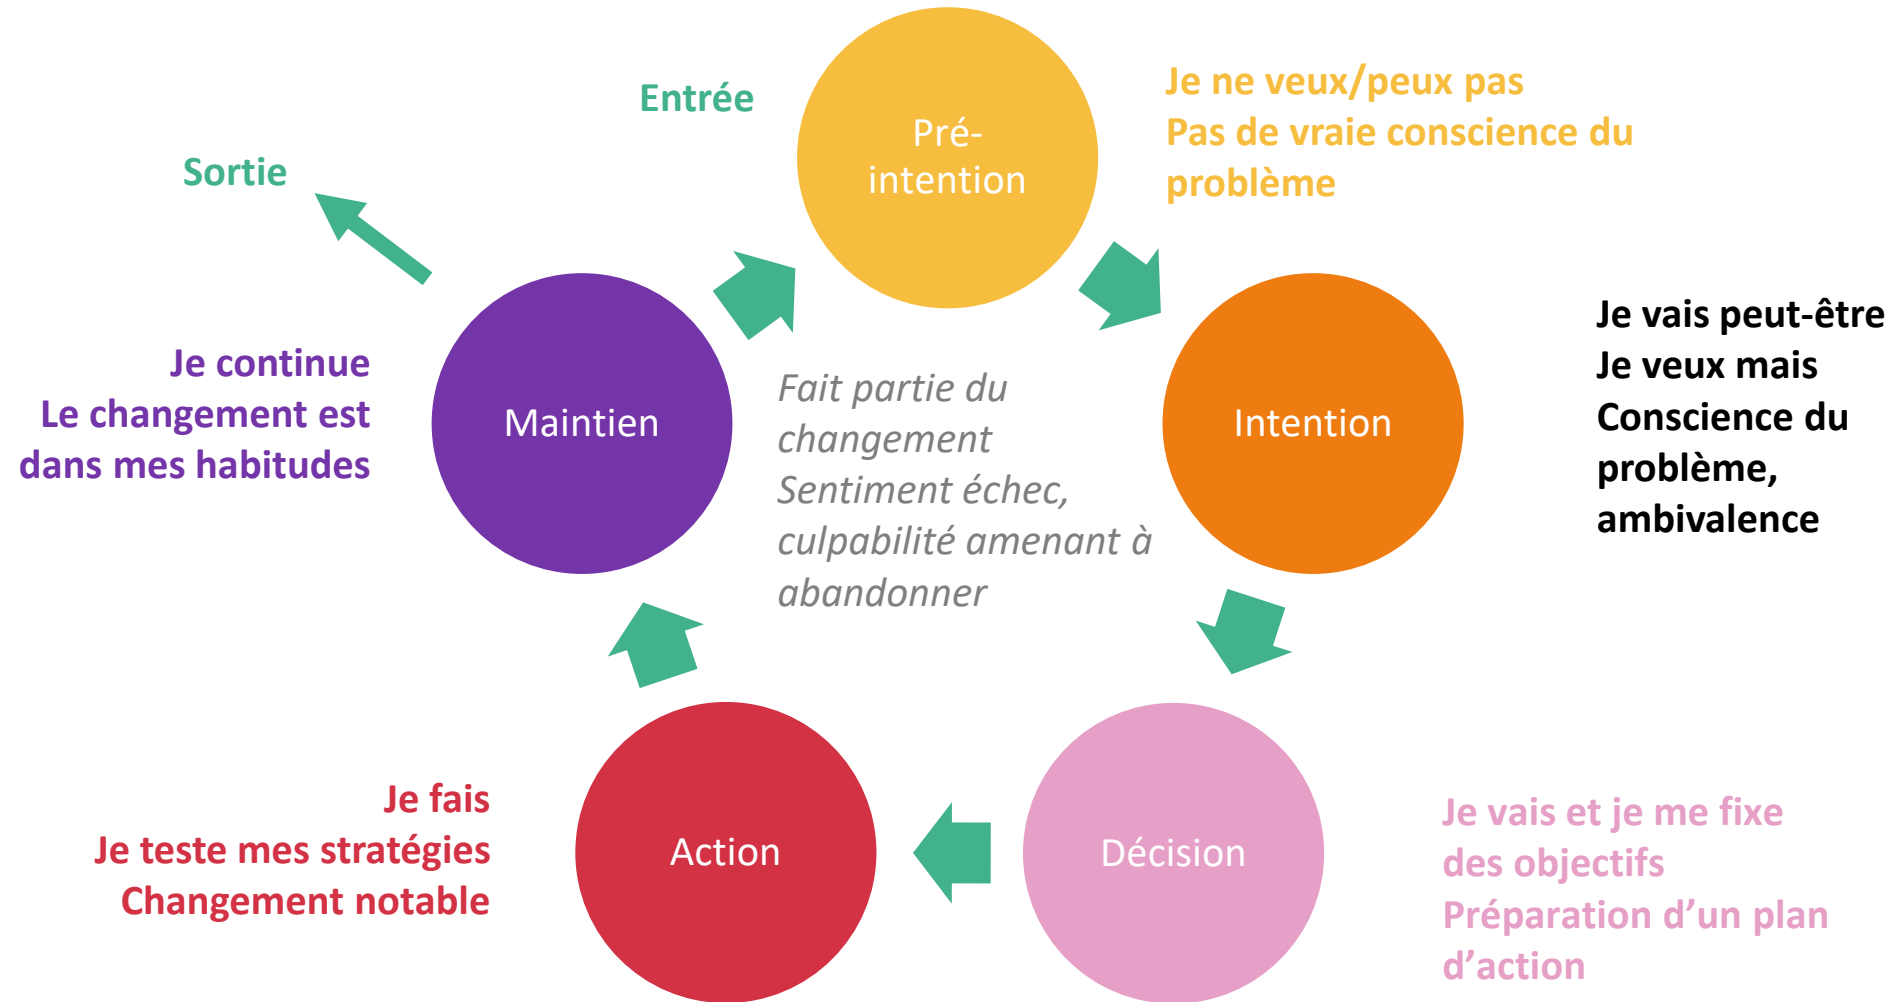 Entrée
Pré-
intention
Je ne veux/peux pas
Pas de vraie conscience du
problème
Sortie
Je vais peut-être
Je veux mais
Conscience du
problème,
ambivalence
Intention
Je continue
Le changement est
dans mes habitudes
Maintien
Fait partie du
changement
Sentiment échec,
culpabilité amenant à
abandonner
Je fais
Je teste mes stratégies
Changement notable
Action
Décision
Je vais et je me fixe
des objectifs
Préparation d’un plan
d’action